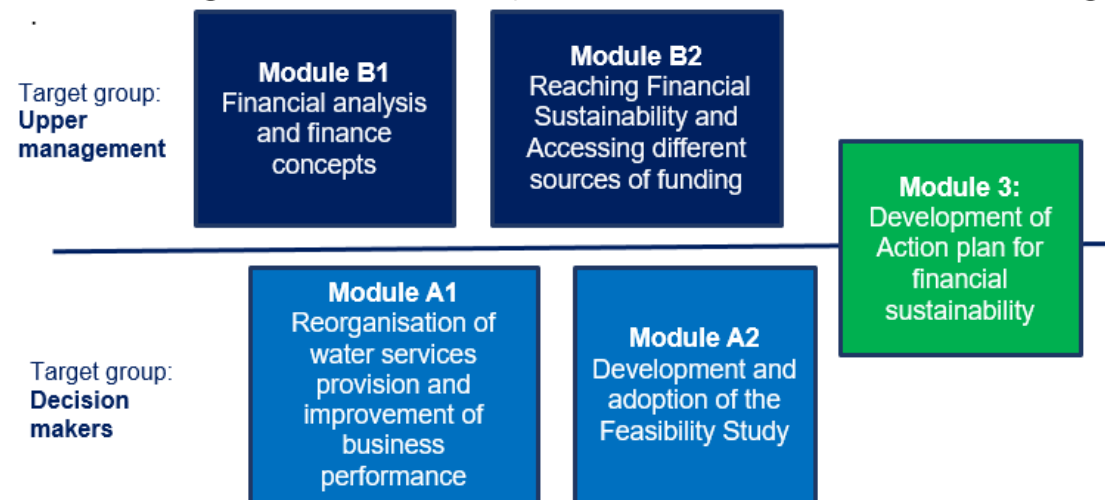 Target group:
Upper
management
Module B1
Financial analysis
and finance
concepts
Module B2
Reaching Financial
Sustainability and
Accessing different
sources of funding
Module 3:
Development of
Action plan for
financial
sustainability
Target group:
Decision
makers
Module A1
Reorganisation of
water services
provision and
improvement of
business
performance
Module A2
Development and
adoption of the
Feasibility Study